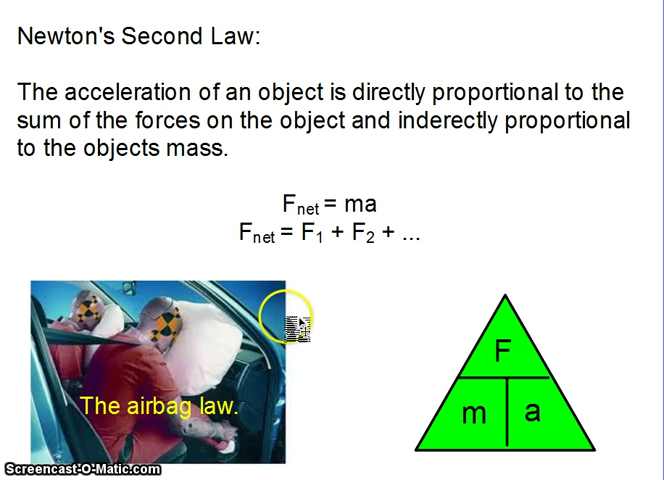 Newton's Second Law:
The acceleration of an object is directly proportional to the
sum of the forces on the object and inderectly proportional
to the objects mass.
Fnet = ma
Fnet = F1 + F2 + ...
The airbag law.
F
m a
Screencast-O-Matic.com